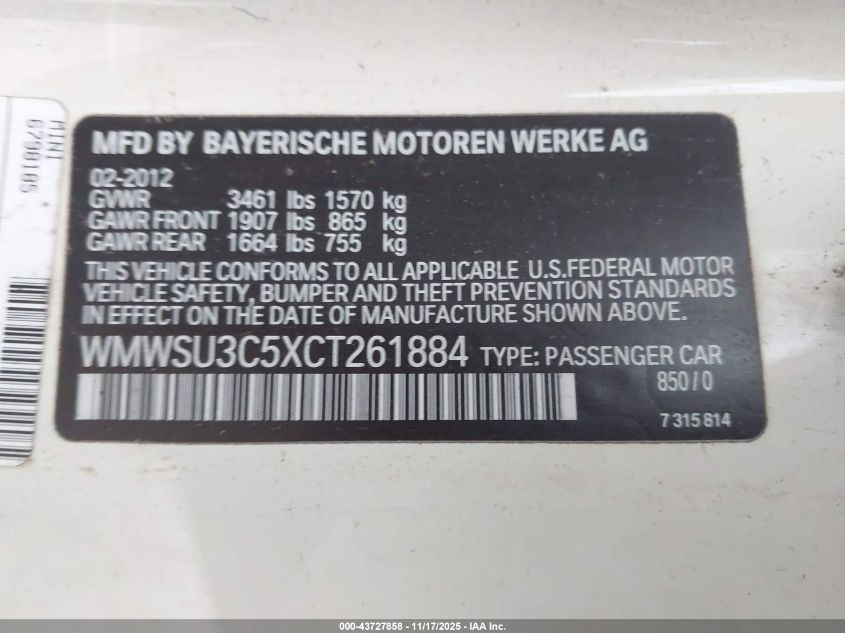 MINI
6798185
MFD BY BAYERISCHE MOTOREN WERKE AG
02-2012
GVWR 3461 lbs 1570 kg
GAWR FRONT 1907 lbs 865 kg
GAWR REAR 1664 lbs 755 kg
THIS VEHICLE CONFORMS TO ALL APPLICABLE U.S.FEDERAL MOTOR
VEHICLE SAFETY, BUMPER AND THEFT PREVENTION STANDARDS
IN EFFECT ON THE DATE OF MANUFACTURE SHOWN ABOVE.
WMWSU3C5XCT261884 TYPE: PASSENGER CAR
850/0
7 315 814
000-43727858 - 11/17/2025 - IAA Inc.